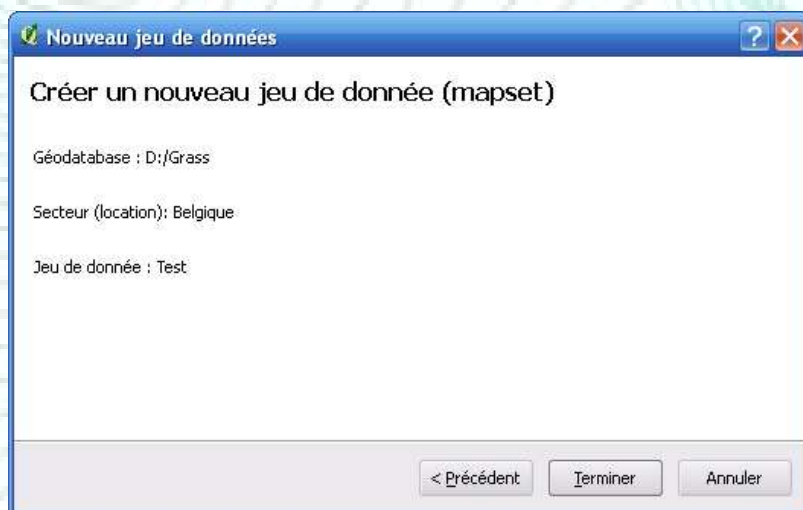 Nouveau jeu de données
Créer un nouveau jeu de donnée (mapset)
Géodatabase : D:/Grass
Secteur (location): Belgique
Jeu de donnée : Test
< Précédent
Terminer
Annuler